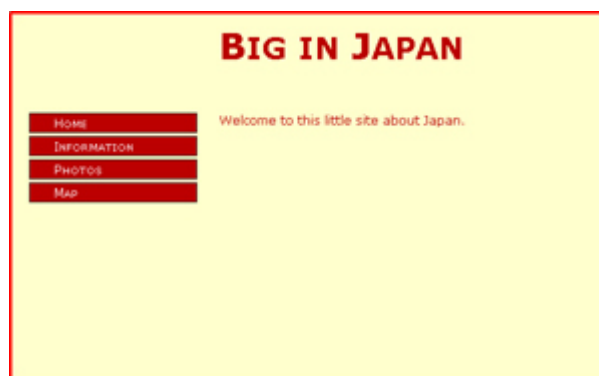 Big in Japan
Home
Welcome to this little site about Japan.
Information
Photos
Map